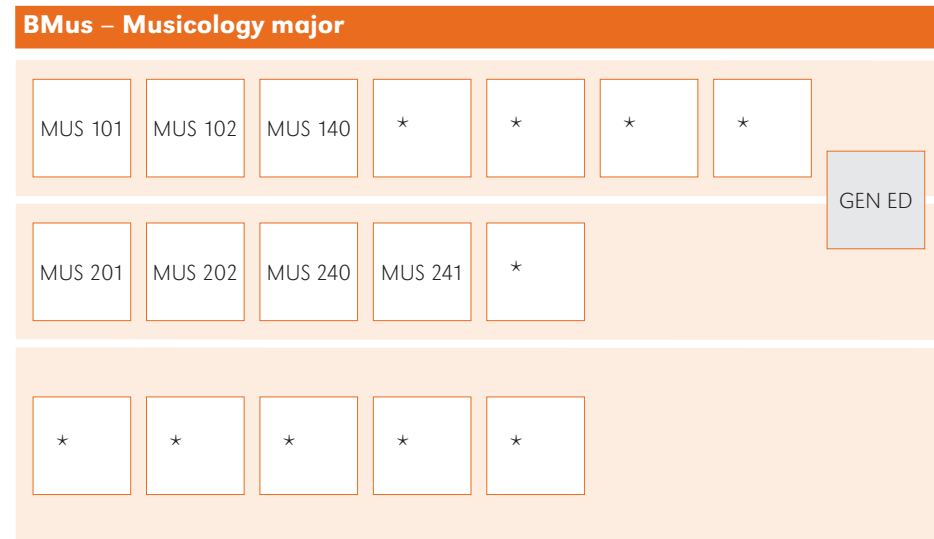 BMus – Musicology major
MUS 101 MUS 102 MUS 140 * * * *
GEN ED
MUS 201 MUS 202 MUS 240 MUS 241 *
* * * * *